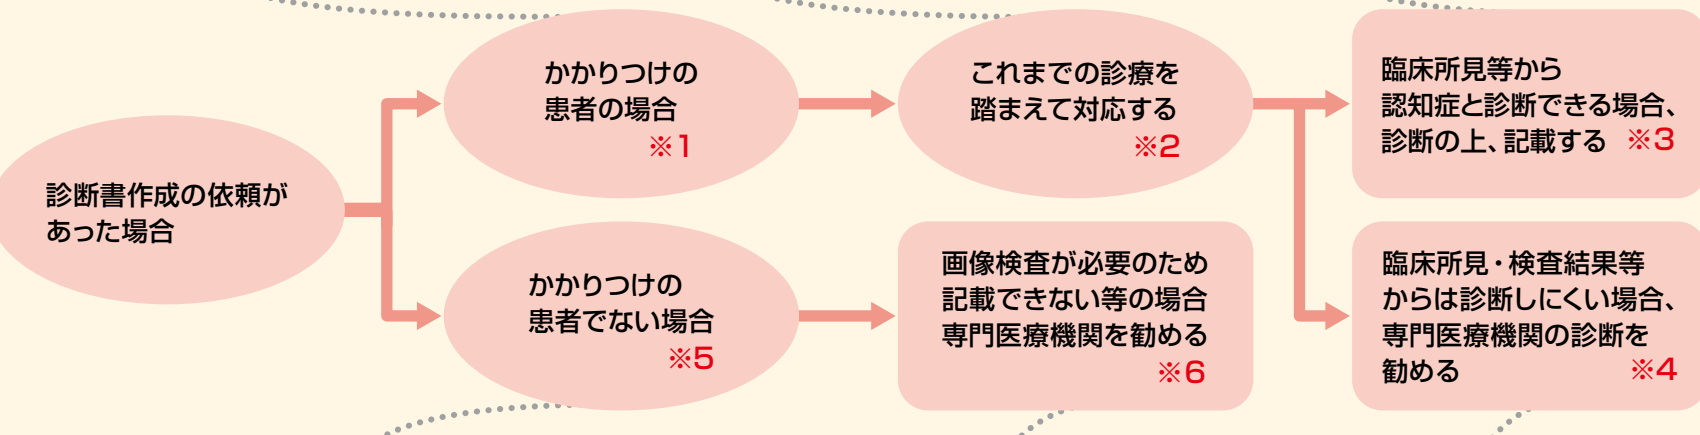 診断書作成の依頼が
あった場合
かかりつけの
患者の場合
※1
これまでの診療を
踏まえて対応する
※2
臨床所見等から
認知症と診断できる場合、
診断の上、記載する ※3
かかりつけの
患者でない場合
※5
画像検査が必要のため
記載できない等の場合
専門医療機関を勧める
※6
臨床所見・検査結果等
からは診断しにくい場合、
専門医療機関の診断を
勧める ※4